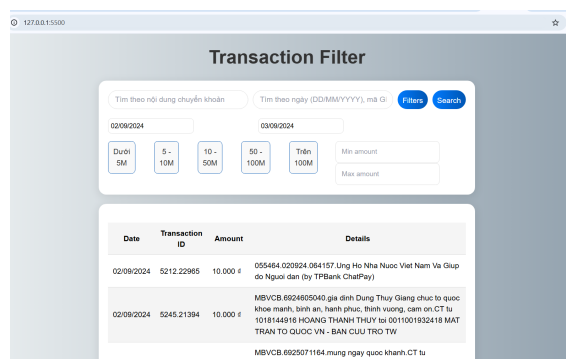 127.0.0.1:5500
Transaction Filter
Tìm theo nội dung chuyển khoản
Tìm theo ngày (DD/MM/YYYY), mã GI
Filters
Search
02/09/2024
03/09/2024
Dưới
5M
5 -
10M
10 -
50M
50 -
100M
Trên
100M
Min amount
Max amount
Date
Transaction
ID
Amount
Details
02/09/2024
5212.22965
10.000 ₫
055464.020924.064157.Ung Ho Nha Nuoc Viet Nam Va Giup
do Nguoi dan (by TPBank ChatPay)
02/09/2024
5245.21394
10.000 ₫
MBVCB.6924605040.gia dinh Dung Thuy Giang chuc to quoc
khoe manh, binh an, hanh phuc, thinh vuong, cam on.CT tu
1018144916 HOANG THANH THUY toi 0011001932418 MAT
TRAN TO QUOC VN - BAN CUU TRO TW
MBVCB.6925071164.mung ngay quoc khanh.CT tu